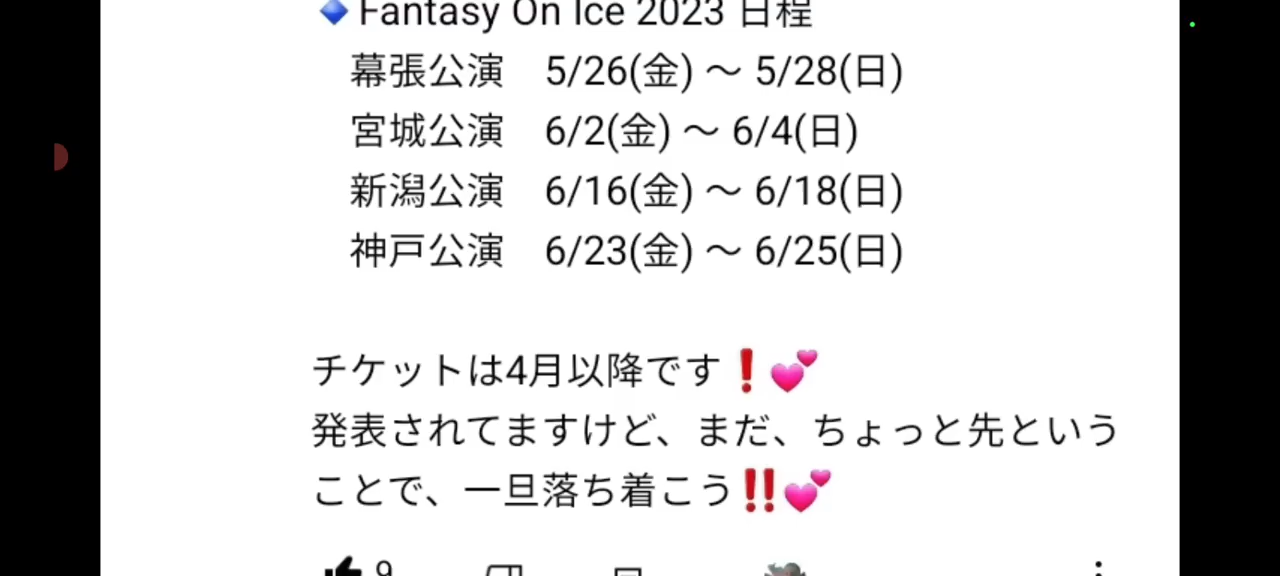 🔷Fantasy On Ice 2023 日程
幕張公演　5/26(金) 〜 5/28(日)
宮城公演　6/2(金) 〜 6/4(日)
新潟公演　6/16(金) 〜 6/18(日)
神戸公演　6/23(金) 〜 6/25(日)
チケットは4月以降です❗💕
発表されてますけど、まだ、ちょっと先という
ことで、一旦落ち着こう‼️💕
9